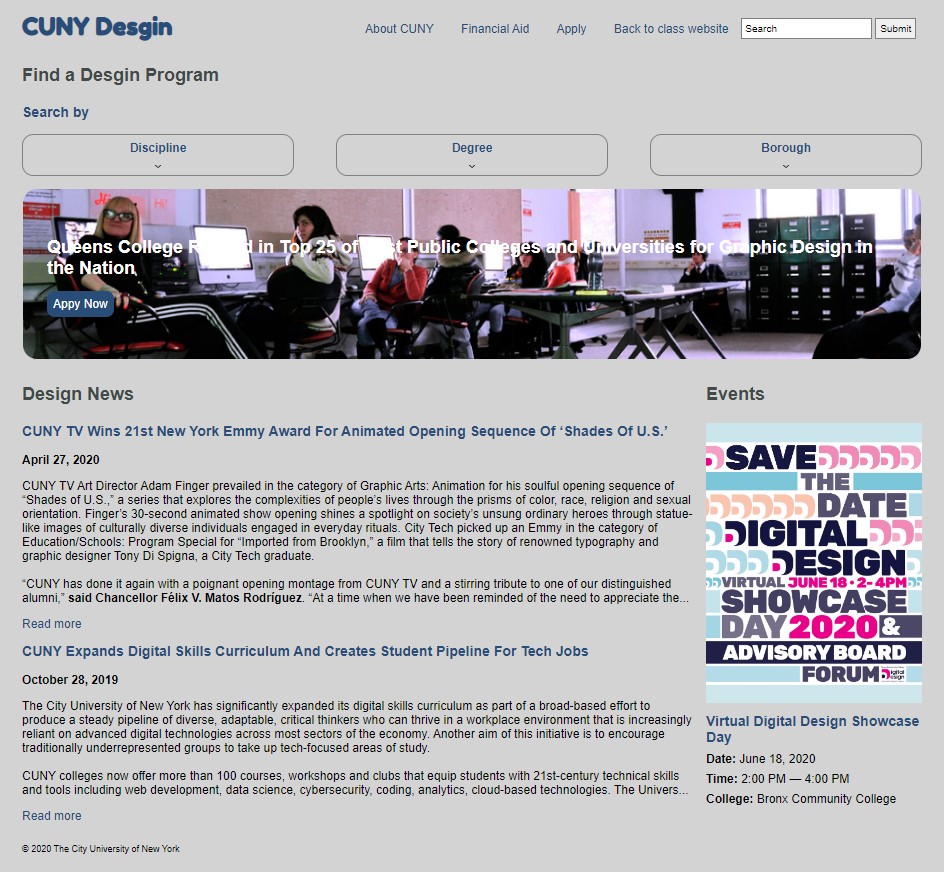 CUNY Desgin
About CUNY Financial Aid Apply Back to class website Search Submit
Find a Desgin Program
Search by
Discipline Degree Borough
Queens College in Top 25 of Public Colleges and Universities for Graphic Design in
the Nation
Appy Now
Design News
CUNY TV Wins 21st New York Emmy Award For Animated Opening Sequence Of ‘Shades Of U.S.’
April 27, 2020
CUNY TV Art Director Adam Finger prevailed in the category of Graphic Arts: Animation for his soulful opening sequence of
“Shades of U.S.,” a series that explores the complexities of people’s lives through the prisms of color, race, religion and sexual
orientation. Finger’s 30-second animated show opening shines a spotlight on society’s unsung ordinary heroes through statue-
like images of culturally diverse individuals engaged in everyday rituals. City Tech picked up an Emmy in the category of
Education/Schools: Program Special for “Imported from Brooklyn,” a film that tells the story of renowned typography and
graphic designer Tony Di Spigna, a City Tech graduate.
“CUNY has done it again with a poignant opening montage from CUNY TV and a stirring tribute to one of our distinguished
alumni,” said Chancellor Félix V. Matos Rodríguez. “At a time when we have been reminded of the need to appreciate the...
Read more
CUNY Expands Digital Skills Curriculum And Creates Student Pipeline For Tech Jobs
October 28, 2019
The City University of New York has significantly expanded its digital skills curriculum as part of a broad-based effort to
produce a steady pipeline of diverse, adaptable, critical thinkers who can thrive in a workplace environment that is increasingly
reliant on advanced digital technologies across most sectors of the economy. Another aim of this initiative is to encourage
traditionally underrepresented groups to take up tech-focused areas of study.
CUNY colleges now offer more than 100 courses, workshops and clubs that equip students with 21st-century technical skills
and tools including web development, data science, cybersecurity, coding, analytics, cloud-based technologies. The Univers...
Read more
Events
SAVE
THE
DATE
DIGITAL
DESIGN
VIRTUAL JUNE 18 · 2-4PM
SHOWCASE
DAY 2020 &
ADVISORY BOARD
FORUM Digital Design
Virtual Digital Design Showcase
Day
Date: June 18, 2020
Time: 2:00 PM — 4:00 PM
College: Bronx Community College
© 2020 The City University of New York